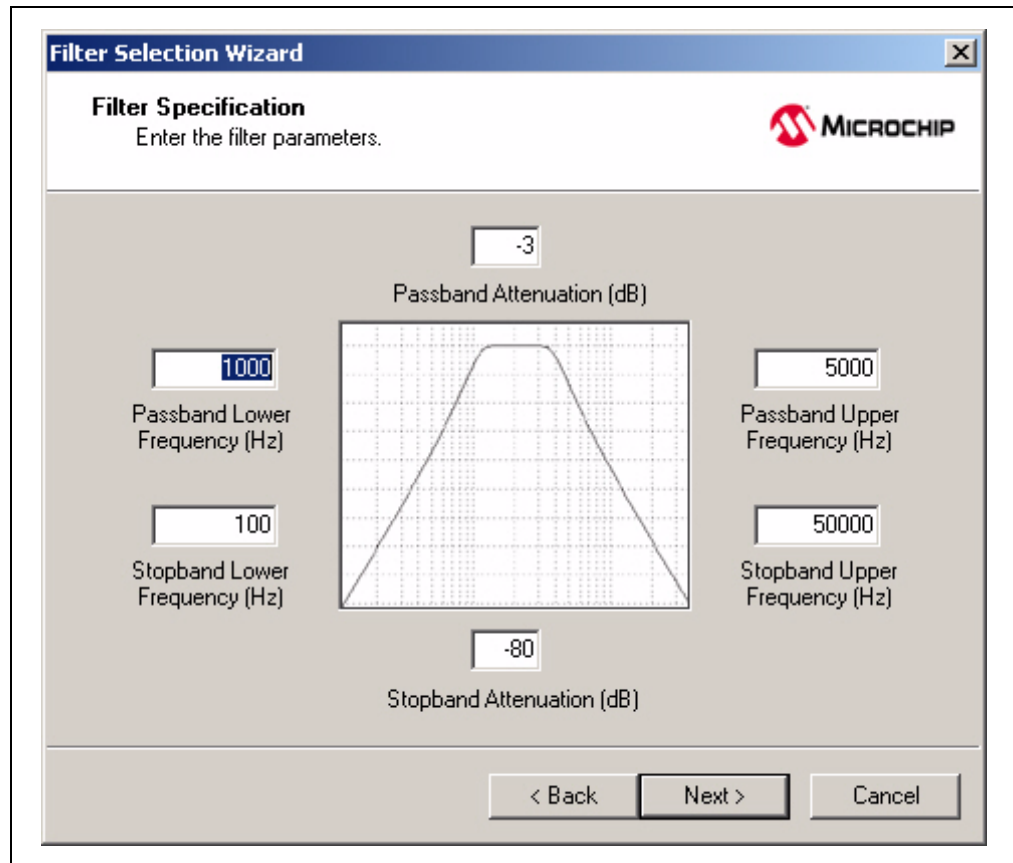 Filter Selection Wizard
Filter Specification
Enter the filter parameters.
MICROCHIP
-3
Passband Attenuation (dB)
1000
Passband Lower
Frequency (Hz)
5000
Passband Upper
Frequency (Hz)
100
Stopband Lower
Frequency (Hz)
50000
Stopband Upper
Frequency (Hz)
-80
Stopband Attenuation (dB)
< Back
Next >
Cancel